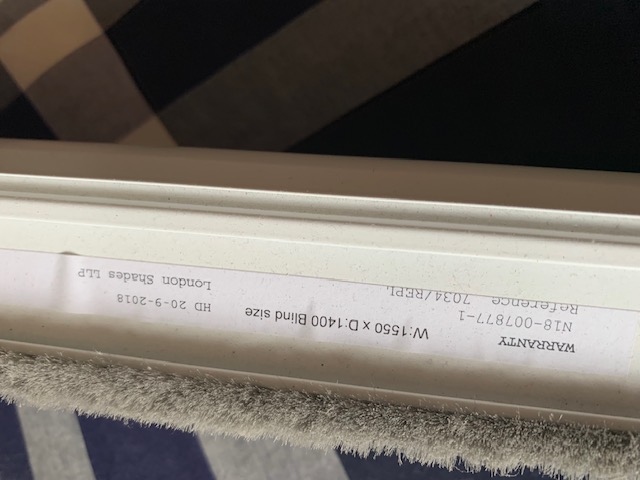 WARRANTY
N18-007877-1
Reference 7034/REPL
W:1550 x D:1400 Blind size
HD 20-9-2018
London Shades LLP